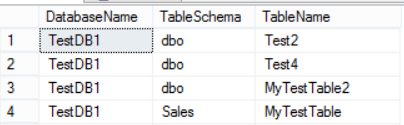 DatabaseName TableSchema TableName
1 TestDB1 dbo Test2
2 TestDB1 dbo Test4
3 TestDB1 dbo MyTestTable2
4 TestDB1 Sales MyTestTable